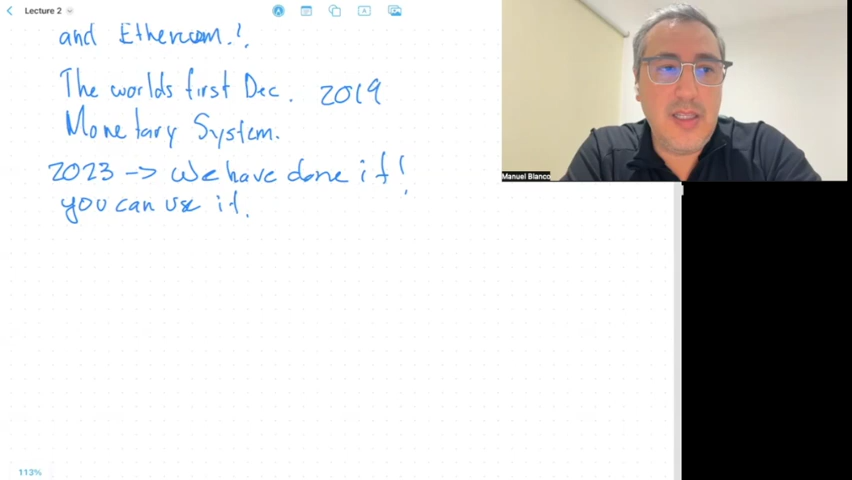 Lecture 2
and Ethereum.!
The worlds first Dec. 2019
Monetary System.
2023 -> We have done it!
you can use it.
Manuel Blanco
113%